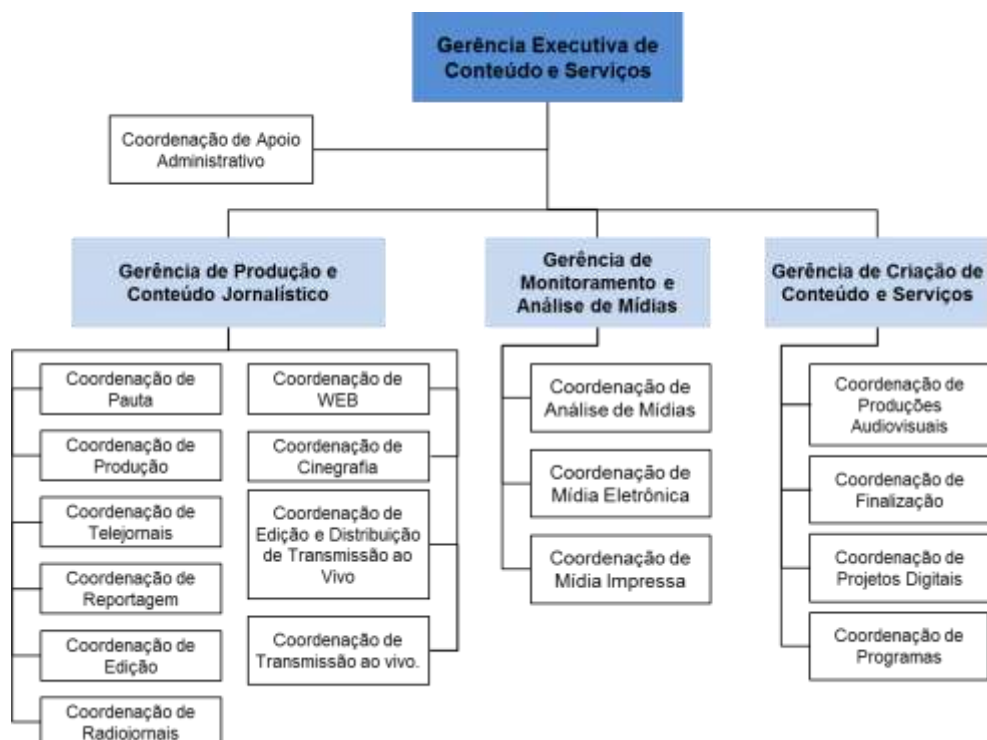 Gerência Executiva de
Conteúdo e Serviços
Coordenação de Apoio
Administrativo
Gerência de Produção e
Conteúdo Jornalístico
Gerência de
Monitoramento e
Análise de Mídias
Gerência de Criação de
Conteúdo e Serviços
Coordenação de
Pauta
Coordenação de
Produção
Coordenação de
Telejornais
Coordenação de
Reportagem
Coordenação de
Edição
Coordenação de
Radiojornais
Coordenação de
WEB
Coordenação de
Cinegrafia
Coordenação de
Edição e Distribuição
de Transmissão ao
Vivo
Coordenação de
Transmissão ao vivo.
Coordenação de
Análise de Mídias
Coordenação de
Mídia Eletrônica
Coordenação de
Mídia Impressa
Coordenação de
Produções
Audiovisuais
Coordenação de
Finalização
Coordenação de
Projetos Digitais
Coordenação de
Programas